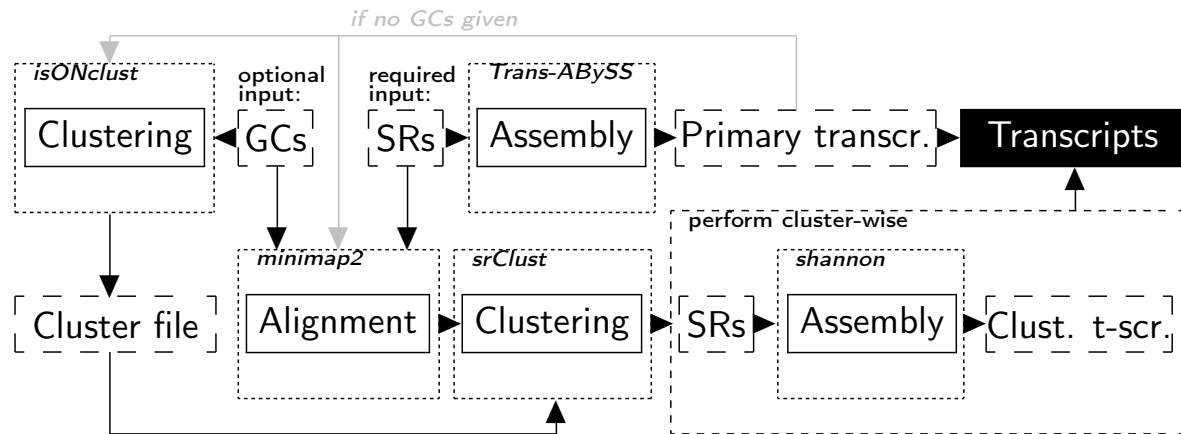 if no GCs given
isONclust
optional
input:
required
input:
Trans-ABySS
Clustering
GCs
SRs
Assembly
Primary transcr.
Transcripts
perform cluster-wise
minimap2
srClust
shannon
Cluster file
Alignment
Clustering
SRs
Assembly
Clust. t-scr.